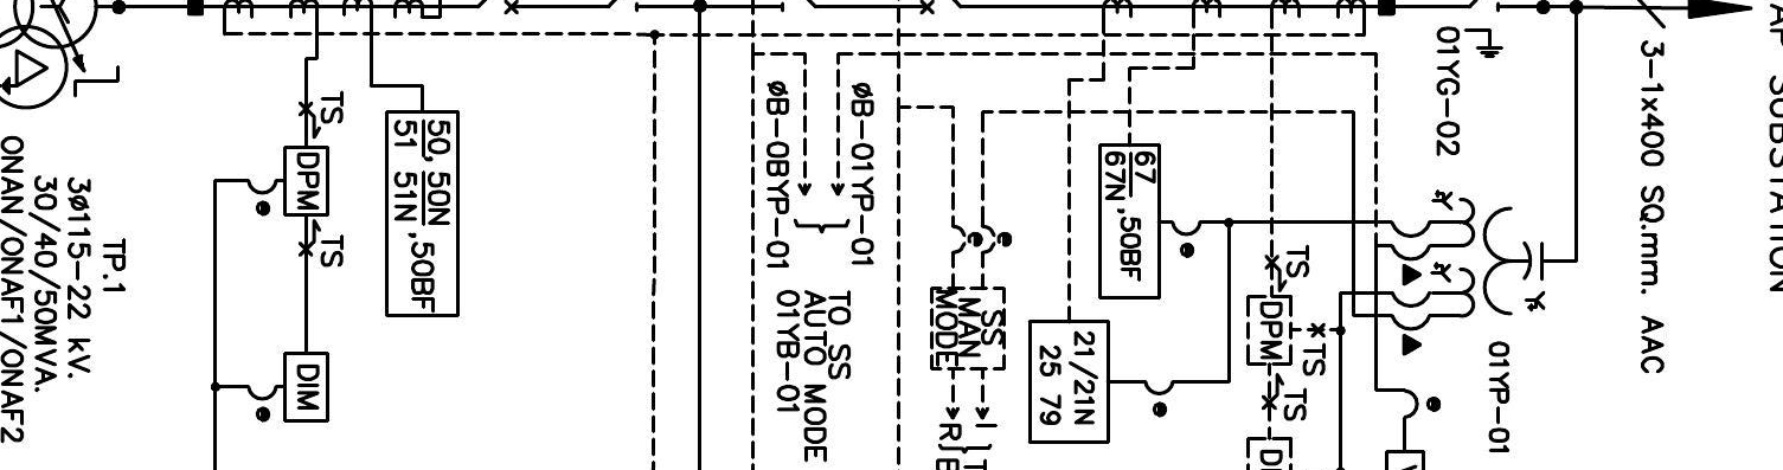 TP.1
3ø115-22 kV.
30/40/50MVA.
ONAN/ONAF1/ONAF2
TS
DPM
TS
DIM
50, 50N
51 51N ,50BF
øB-0BYP-01
øB-01YP-01
TO SS
AUTO MODE
01YB-01
SS
MAN
MODE
67
67N ,50BF
21/21N
25 79
TS
DPM
TS
TS
01YG-02
01YP-01
3-1x400 SQ.mm. AAC
SUBSTATION